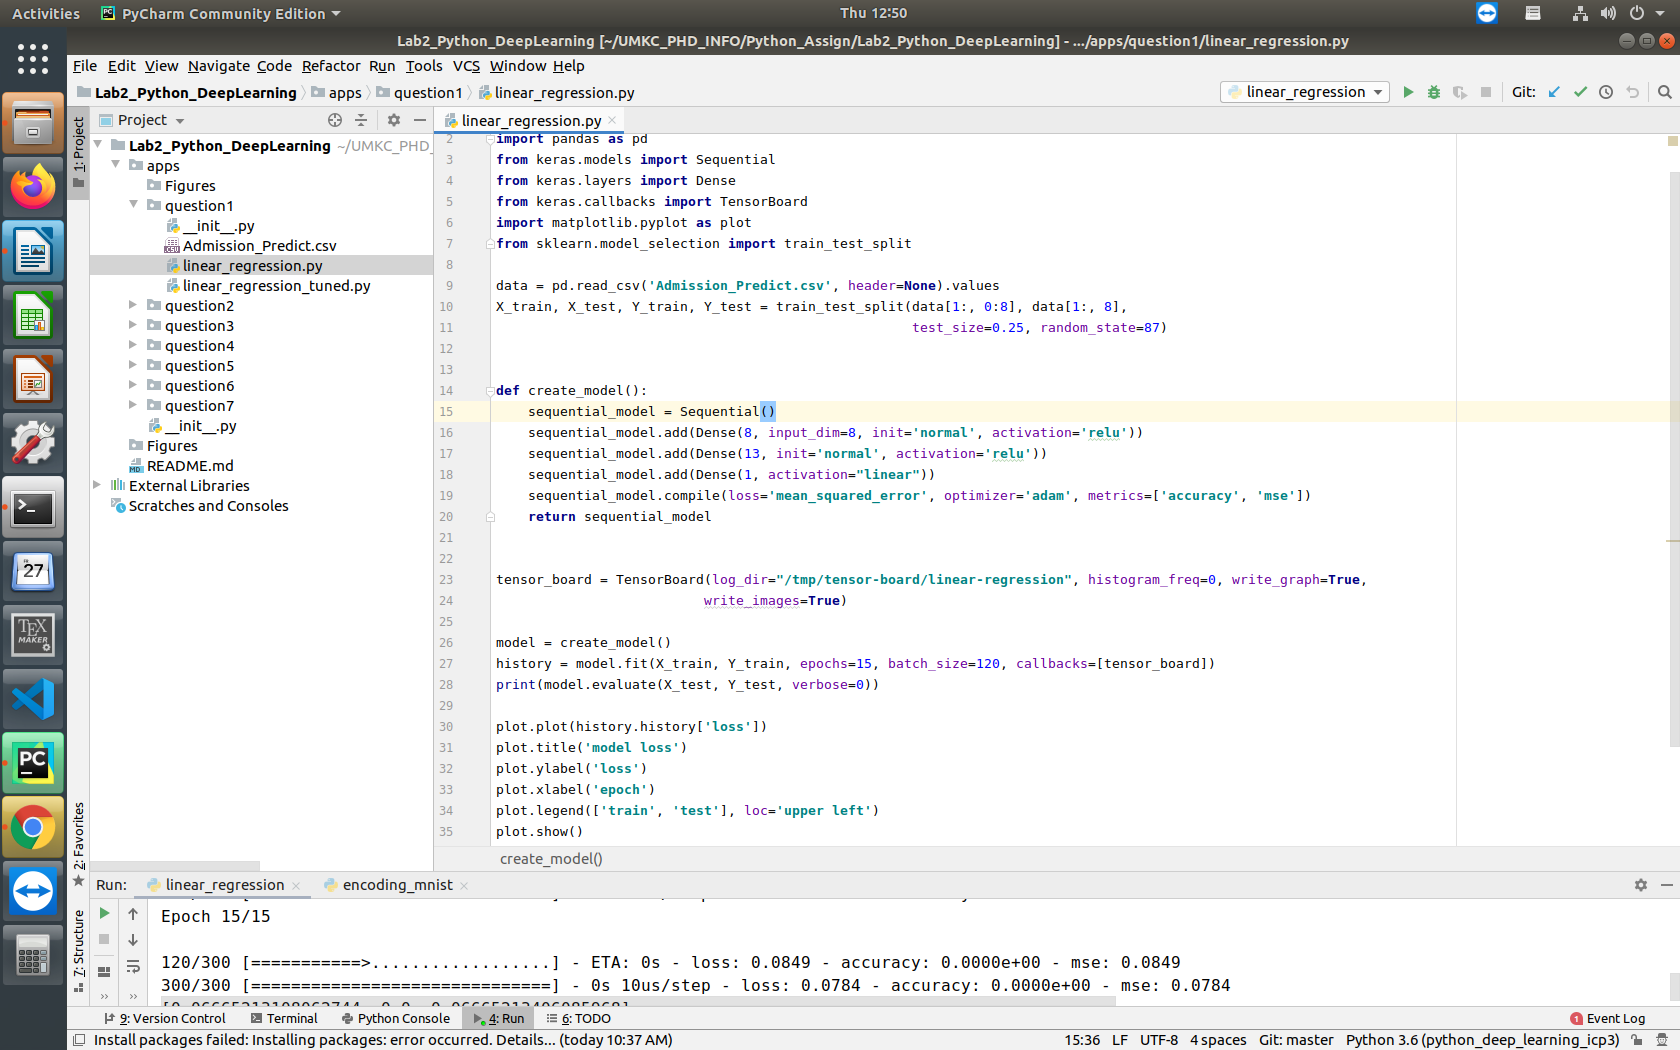 Activities PyCharm Community Edition Thu 12:50
Lab2_Python_DeepLearning [~/UMKC_PHD_INFO/Python_Assign/Lab2_Python_DeepLearning] - .../apps/question1/linear_regression.py
File Edit View Navigate Code Refactor Run Tools VCS Window Help
Lab2_Python_DeepLearning apps question1 linear_regression.py linear_regression Git:
1: Project
Project
Lab2_Python_DeepLearning ~/UMKC_PHD_
apps
Figures
question1
__init__.py
Admission_Predict.csv
linear_regression.py
linear_regression_tuned.py
question2
question3
question4
question5
question6
question7
__init__.py
Figures
README.md
External Libraries
Scratches and Consoles
linear_regression.py
2 import pandas as pd
3 from keras.models import Sequential
4 from keras.layers import Dense
5 from keras.callbacks import TensorBoard
6 import matplotlib.pyplot as plot
7 from sklearn.model_selection import train_test_split
8
9 data = pd.read_csv('Admission_Predict.csv', header=None).values
10 X_train, X_test, Y_train, Y_test = train_test_split(data[1:, 0:8], data[1:, 8],
11 test_size=0.25, random_state=87)
12
13
14 def create_model():
15 sequential_model = Sequential()
16 sequential_model.add(Dense(8, input_dim=8, init='normal', activation='relu'))
17 sequential_model.add(Dense(13, init='normal', activation='relu'))
18 sequential_model.add(Dense(1, activation="linear"))
19 sequential_model.compile(loss='mean_squared_error', optimizer='adam', metrics=['accuracy', 'mse'])
20 return sequential_model
21
22
23 tensor_board = TensorBoard(log_dir="/tmp/tensor-board/linear-regression", histogram_freq=0, write_graph=True,
24 write_images=True)
25
26 model = create_model()
27 history = model.fit(X_train, Y_train, epochs=15, batch_size=120, callbacks=[tensor_board])
28 print(model.evaluate(X_test, Y_test, verbose=0))
29
30 plot.plot(history.history['loss'])
31 plot.title('model loss')
32 plot.ylabel('loss')
33 plot.xlabel('epoch')
34 plot.legend(['train', 'test'], loc='upper left')
35 plot.show()
create_model()
27
TEX
MAKER
PC
2: Favorites
7: Structure
Run: linear_regression encoding_mnist
Epoch 15/15
120/300 [===========>..................] - ETA: 0s - loss: 0.0849 - accuracy: 0.0000e+00 - mse: 0.0849
300/300 [==============================] - 0s 10us/step - loss: 0.0784 - accuracy: 0.0000e+00 - mse: 0.0784
9: Version Control Terminal Python Console 4: Run 6: TODO 1 Event Log
Install packages failed: Installing packages: error occurred. Details... (today 10:37 AM) 15:36 LF UTF-8 4 spaces Git: master Python 3.6 (python_deep_learning_icp3)